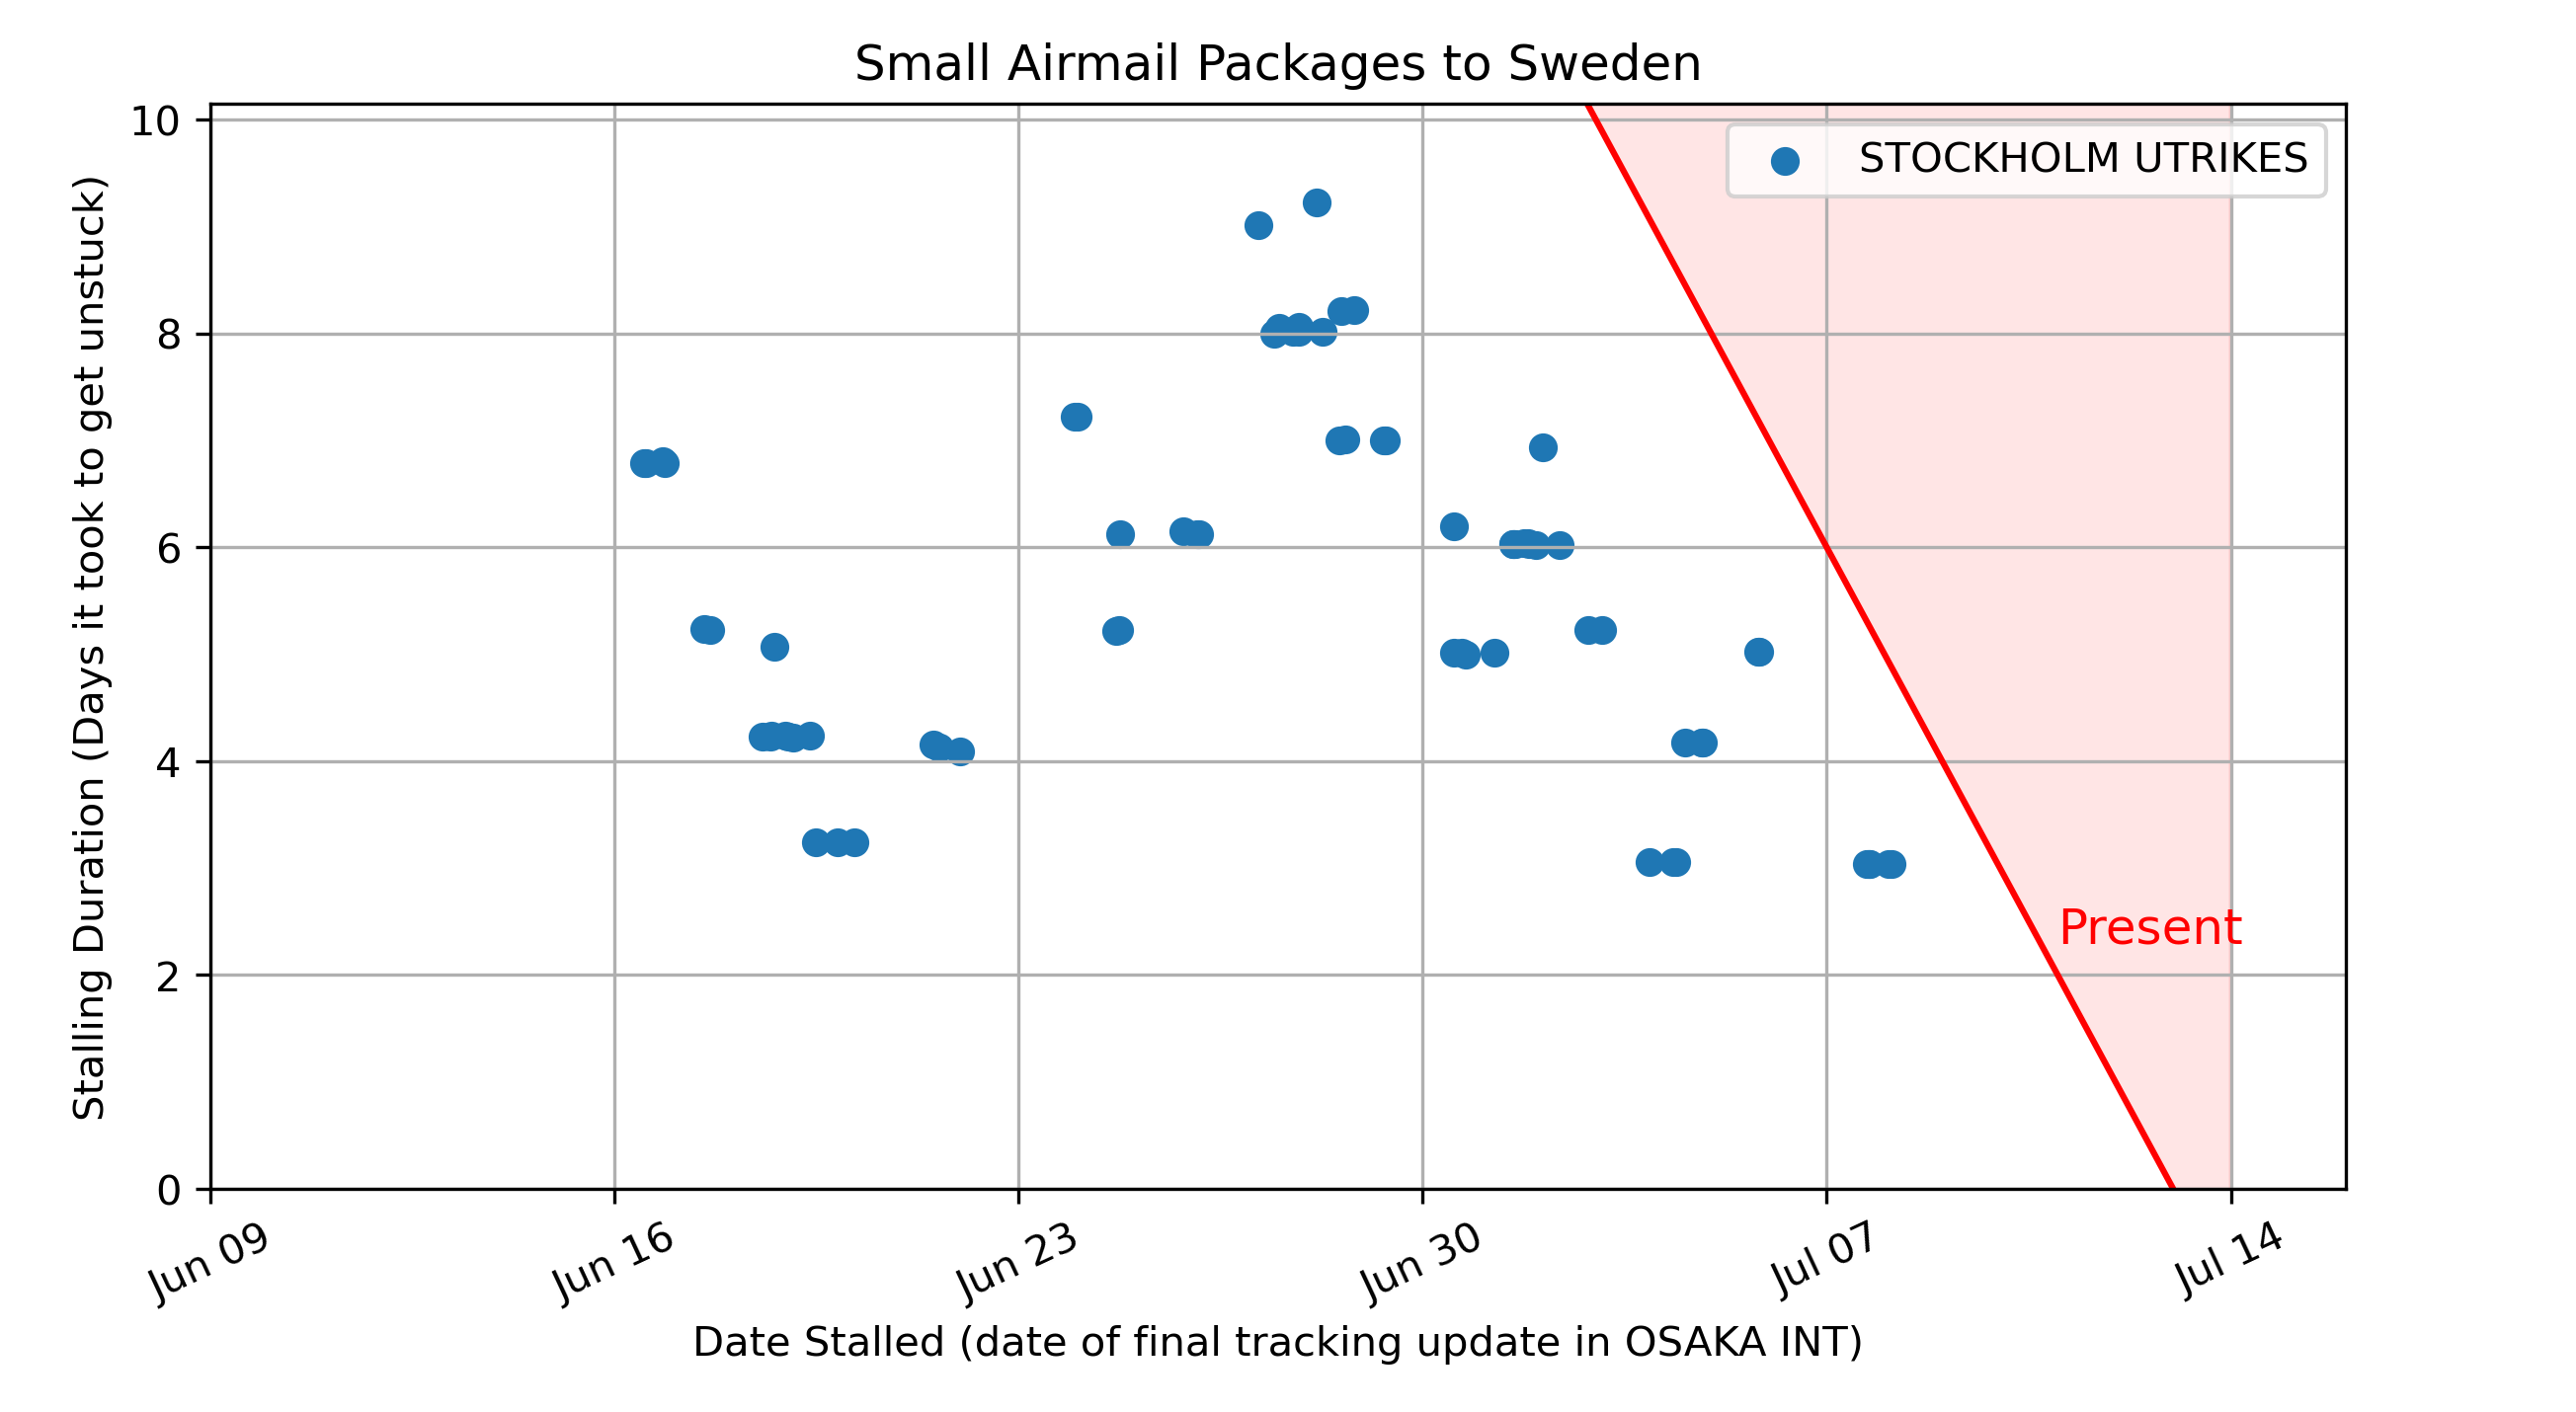 Small Airmail Packages to Sweden
Stalling Duration (Days it took to get unstuck)
10
8
6
4
2
0
STOCKHOLM UTRIKES
Present
Jun 09
Jun 16
Jun 23
Jun 30
Jul 07
Jul 14
Date Stalled (date of final tracking update in OSAKA INT)